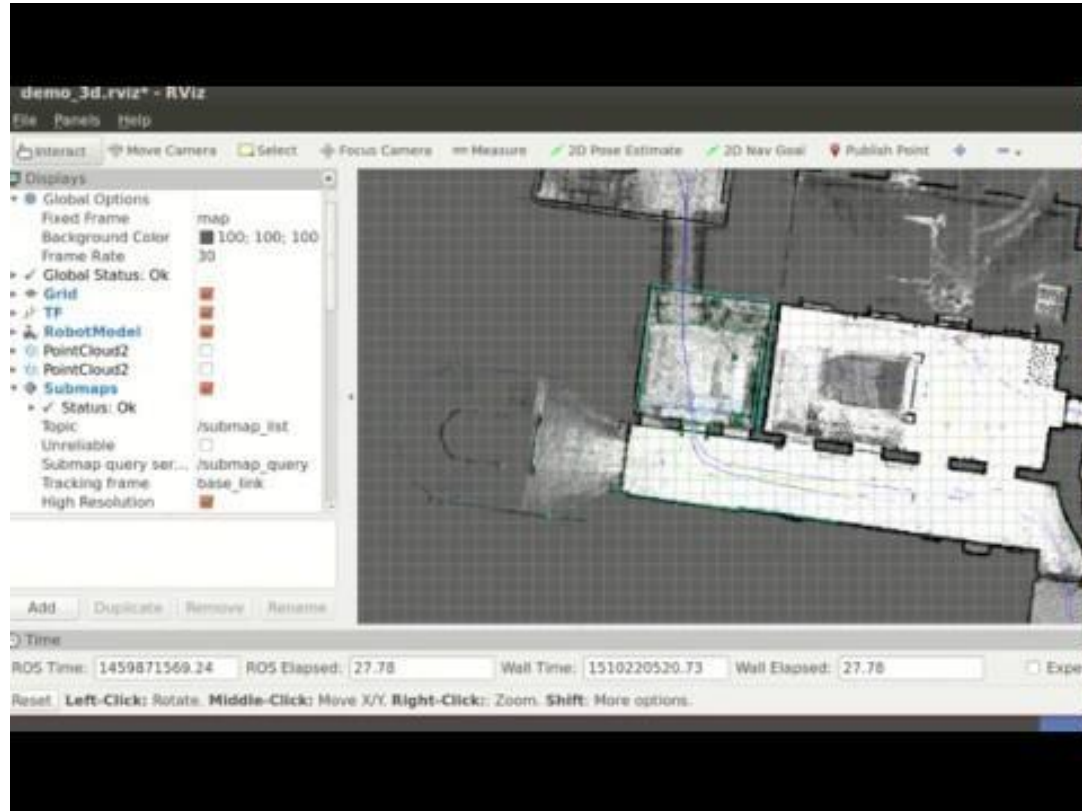 demo_3d.rviz* - RViz
File Panels Help
Interact Move Camera Select Focus Camera Measure 2D Pose Estimate 2D Nav Goal Publish Point
Displays
Global Options
Fixed Frame map
Background Color 100; 100; 100
Frame Rate 30
Global Status: Ok
Grid
TF
RobotModel
PointCloud2
PointCloud2
Submaps
Status: Ok
Topic /submap_list
Unreliable
Submap query ser... /submap_query
Tracking frame base_link
High Resolution
Add Duplicate Remove Rename
Time
ROS Time: 1459871569.24 ROS Elapsed: 27.78 Wall Time: 1510220520.73 Wall Elapsed: 27.78 Expe
Reset Left-Click: Rotate. Middle-Click: Move X/Y. Right-Click:: Zoom. Shift: More options.